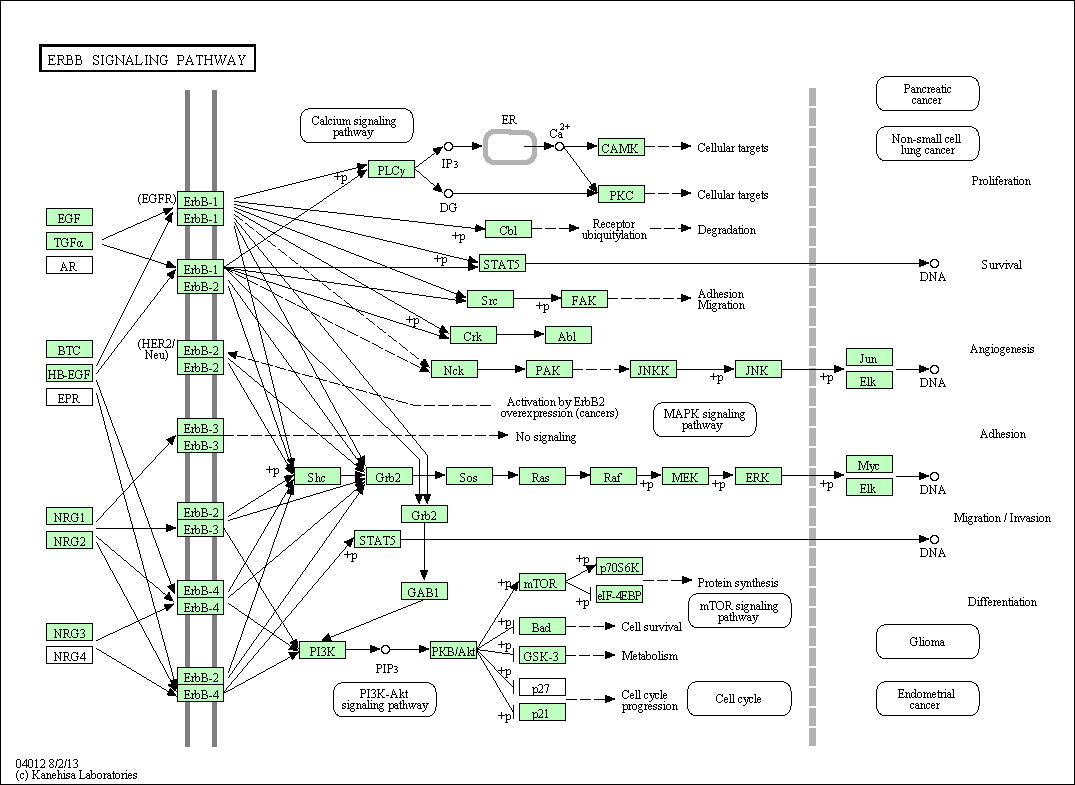 ERBB SIGNALING PATHWAY
Pancreatic
cancer
Non-small cell
lung cancer
Calcium signaling
pathway
ER
Ca2+
IP3
DG
PLCγ
+p
CAMK
Cellular targets
PKC
Cellular targets
Proliferation
(EGFR)
ErbB-1
ErbB-1
EGF
TGFα
AR
Cbl
+p
Receptor
ubiquitylation
Degradation
ErbB-1
ErbB-2
STAT5
+p
DNA
Survival
Src
+p
FAK
Adhesion
Migration
+p
Crk
Abl
(HER2/
Neu)
ErbB-2
ErbB-2
BTC
HB-EGF
EPR
Nck
PAK
JNKK
+p
JNK
+p
Jun
Elk
DNA
Angiogenesis
Activation by ErbB2
overexpression (cancers)
MAPK signaling
pathway
ErbB-3
ErbB-3
No signaling
Adhesion
+p
Shc
Grb2
Sos
Ras
Raf
+p
MEK
+p
ERK
+p
Myc
Elk
DNA
NRG1
NRG2
ErbB-2
ErbB-3
Grb2
Migration / Invasion
STAT5
+p
DNA
ErbB-4
ErbB-4
GAB1
+p
mTOR
+p
p70S6K
+p
eIF-4EBP
Protein synthesis
mTOR signaling
pathway
Differentiation
NRG3
NRG4
PI3K
PIP3
PKB/Akt
+p
Bad
Cell survival
+p
GSK-3
Metabolism
Glioma
ErbB-2
ErbB-4
PI3K-Akt
signaling pathway
+p
p27
+p
p21
Cell cycle
progression
Cell cycle
Endometrial
cancer
04012 8/2/13
(c) Kanehisa Laboratories